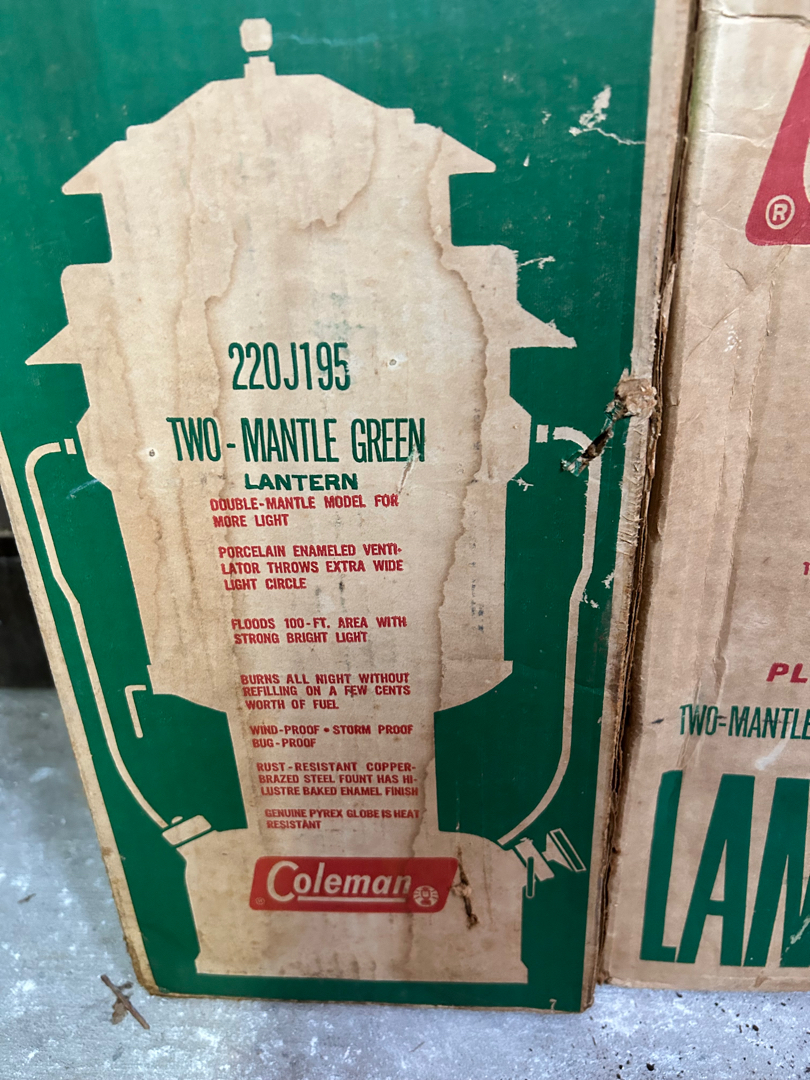 220J195
TWO-MANTLE GREEN
LANTERN
DOUBLE-MANTLE MODEL FOR
MORE LIGHT
PORCELAIN ENAMELED VENTI-
LATOR THROWS EXTRA WIDE
LIGHT CIRCLE
FLOODS 100-FT. AREA WITH
STRONG BRIGHT LIGHT
BURNS ALL NIGHT WITHOUT
REFILLING ON A FEW CENTS
WORTH OF FUEL
WIND-PROOF • STORM PROOF
BUG-PROOF
RUST-RESISTANT COPPER-
BRAZED STEEL FOUNT HAS HI-
LUSTRE BAKED ENAMEL FINISH
GENUINE PYREX GLOBE IS HEAT
RESISTANT
® Coleman
7
®
PL
TWO-MANTLE
LAN